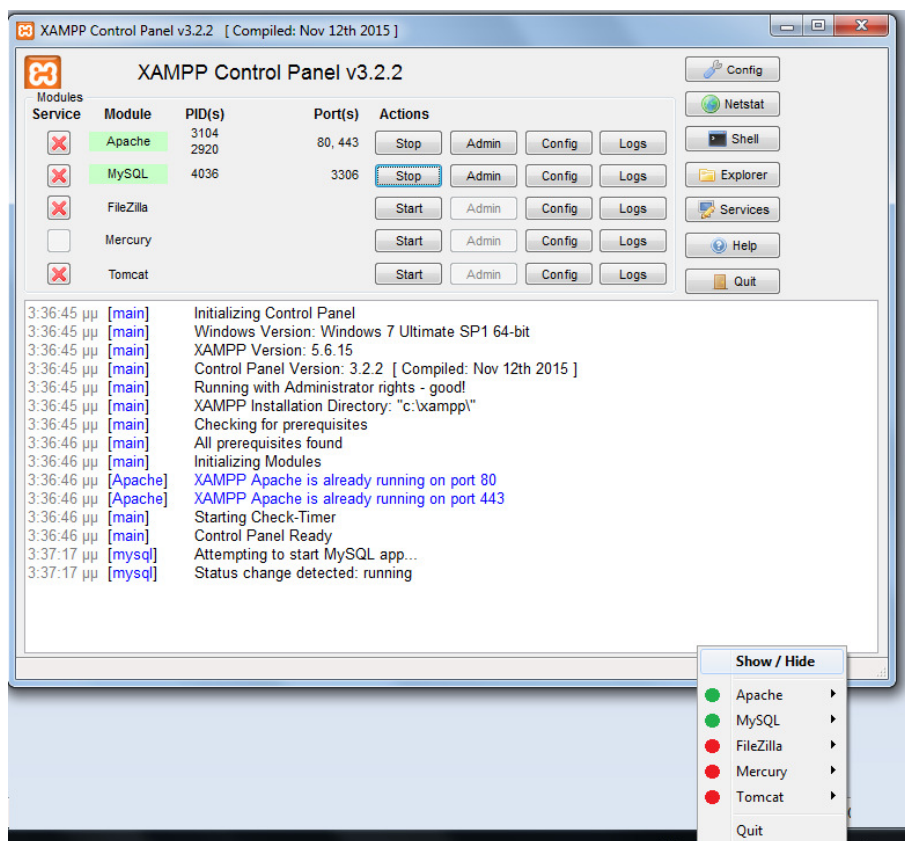 XAMPP Control Panel v3.2.2 [ Compiled: Nov 12th 2015 ]
XAMPP Control Panel v3.2.2
Config
Modules
Service Module PID(s) Port(s) Actions
Netstat
Apache 3104 2920 80, 443 Stop Admin Config Logs
Shell
MySQL 4036 3306 Stop Admin Config Logs
Explorer
FileZilla Start Admin Config Logs
Services
Mercury Start Admin Config Logs
Help
Tomcat Start Admin Config Logs
Quit
3:36:45 μμ [main] Initializing Control Panel
3:36:45 μμ [main] Windows Version: Windows 7 Ultimate SP1 64-bit
3:36:45 μμ [main] XAMPP Version: 5.6.15
3:36:45 μμ [main] Control Panel Version: 3.2.2 [ Compiled: Nov 12th 2015 ]
3:36:45 μμ [main] Running with Administrator rights - good!
3:36:45 μμ [main] XAMPP Installation Directory: "c:\xampp\"
3:36:45 μμ [main] Checking for prerequisites
3:36:46 μμ [main] All prerequisites found
3:36:46 μμ [main] Initializing Modules
3:36:46 μμ [Apache] XAMPP Apache is already running on port 80
3:36:46 μμ [Apache] XAMPP Apache is already running on port 443
3:36:46 μμ [main] Starting Check-Timer
3:36:46 μμ [main] Control Panel Ready
3:37:17 μμ [mysql] Attempting to start MySQL app...
3:37:17 μμ [mysql] Status change detected: running
Show / Hide
Apache
MySQL
FileZilla
Mercury
Tomcat
Quit